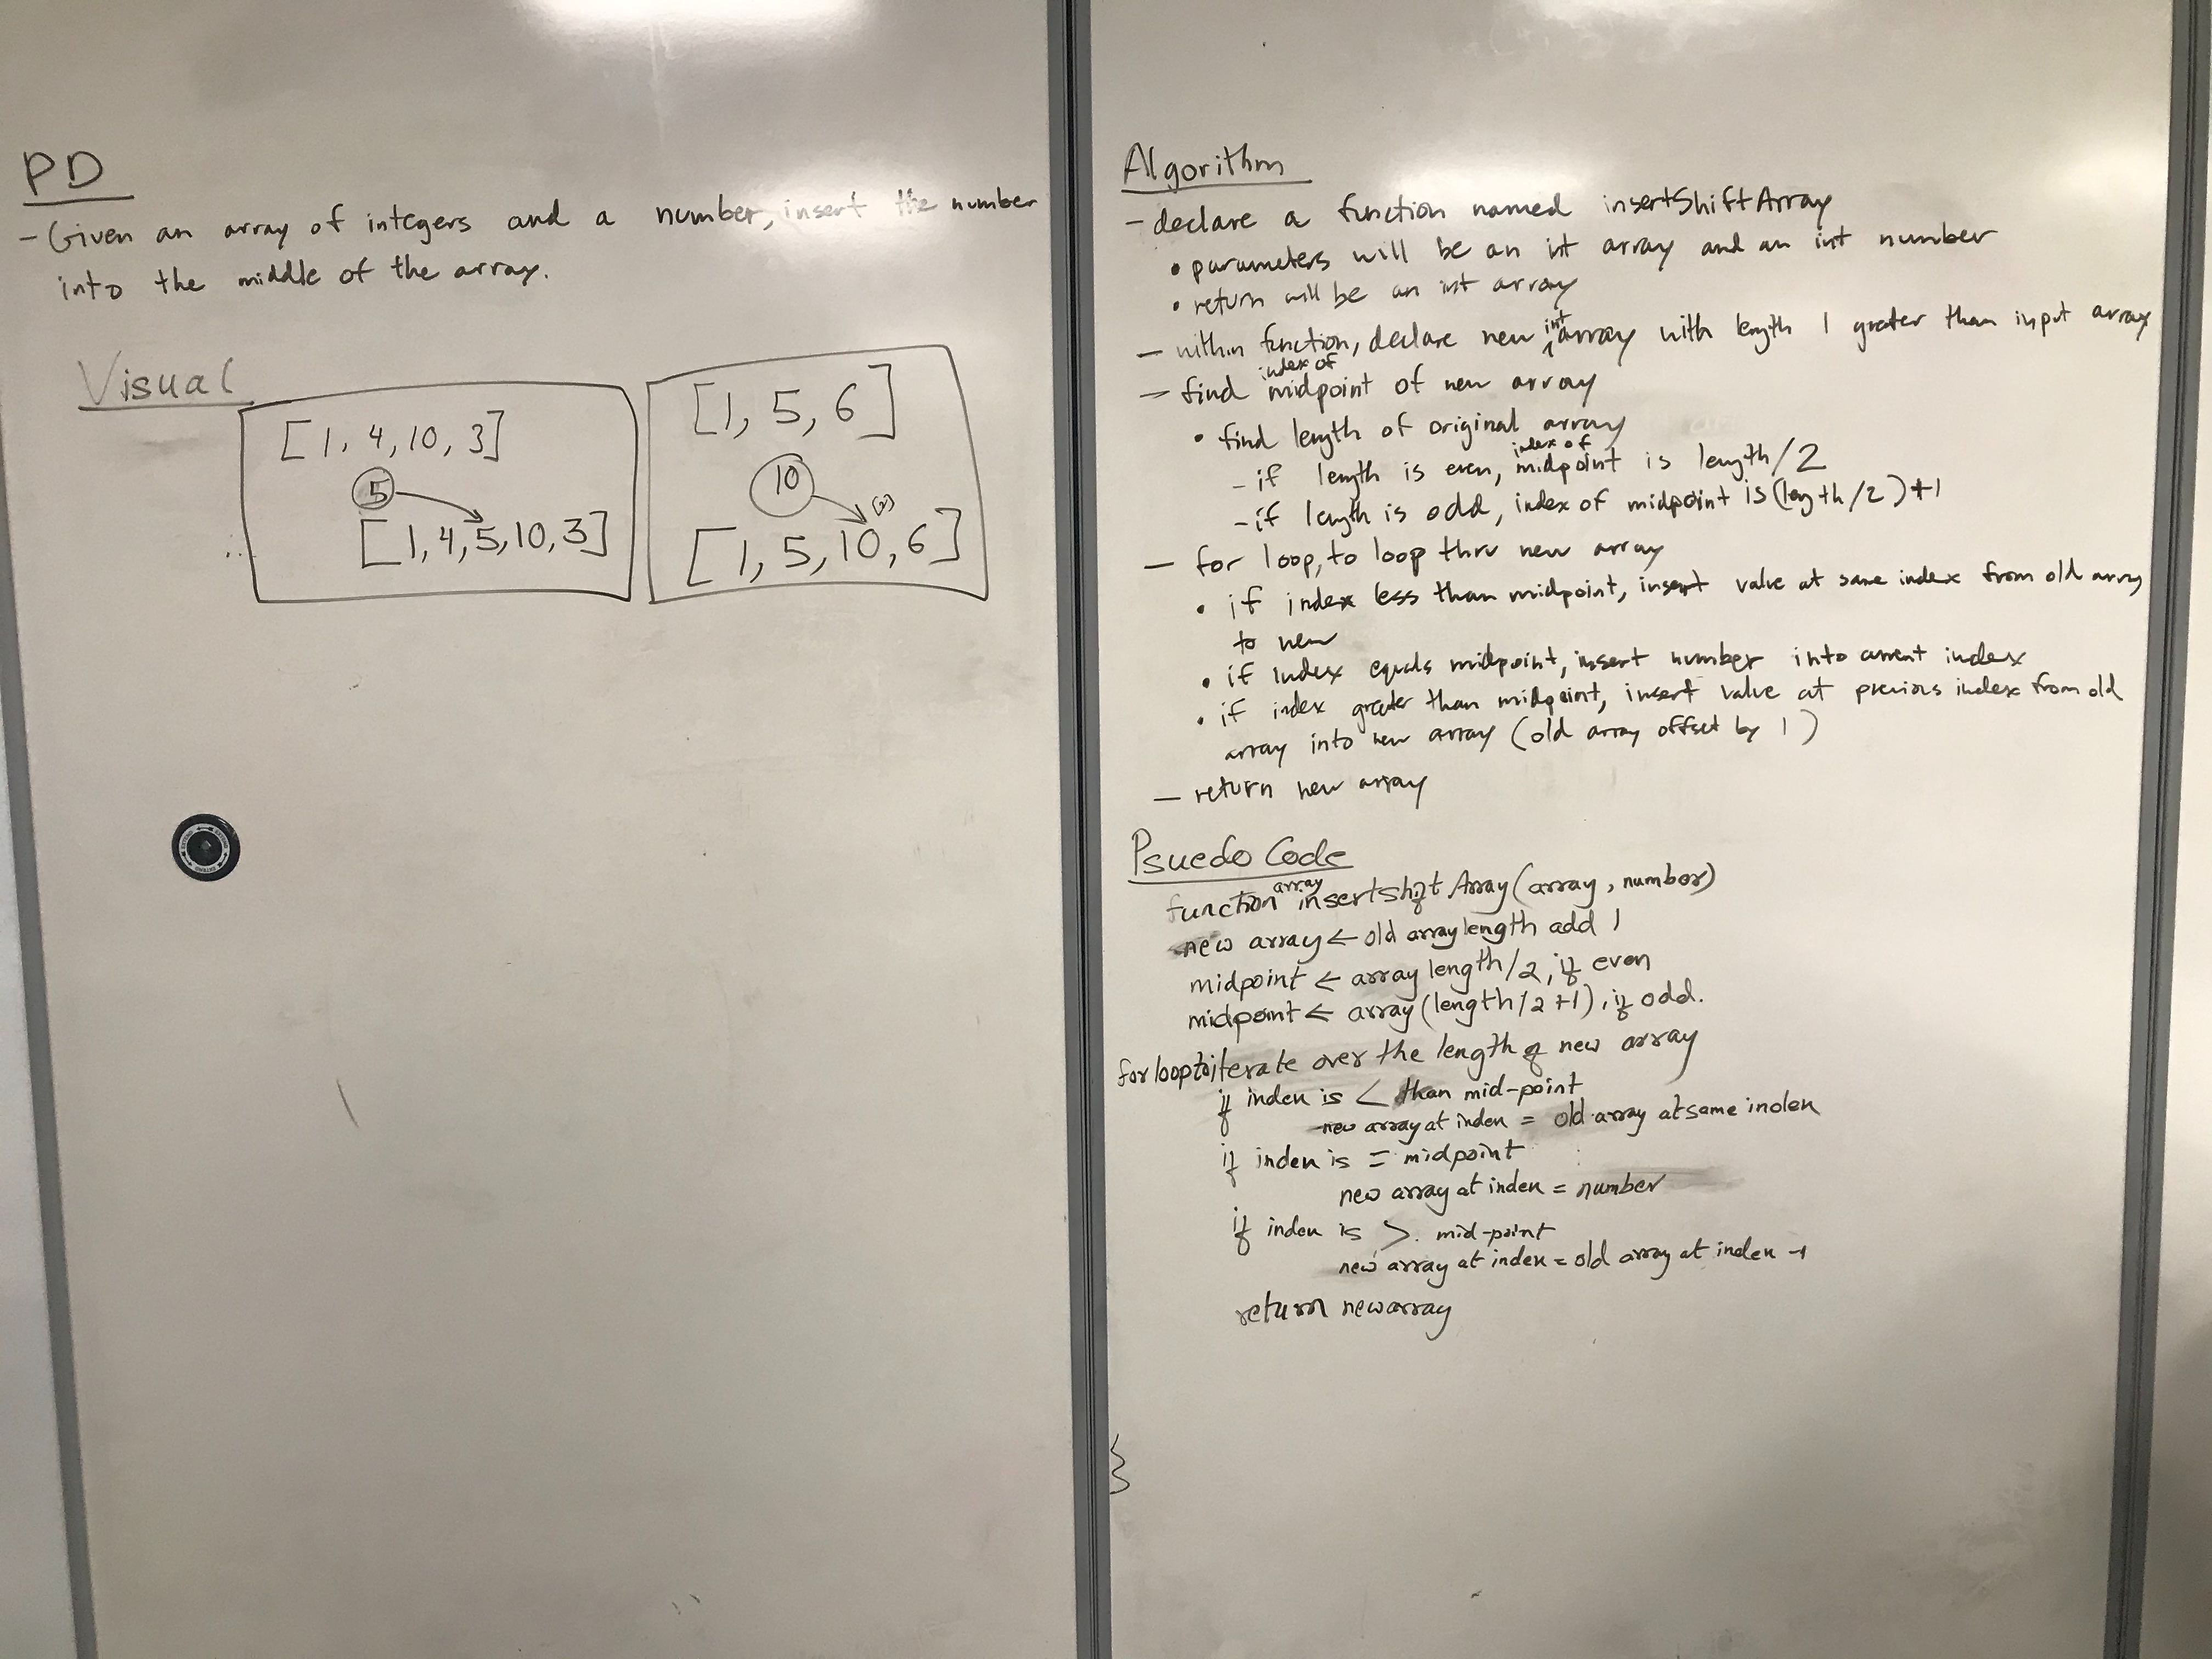 PD
- Given an array of integers and a number, insert the number
into the middle of the array.
Visual
[1, 4, 10, 3]
5
[1, 4, 5, 10, 3]
[1, 5, 6]
10
(2)
[1, 5, 10, 6]
Algorithm
- declare a function named insertShiftArray
• parameters will be an int array and an int number
• return will be an int array
- within function, declare new int array with length 1 greater than input array
- find index of midpoint of new array
• find length of original array
- if length is even, index of midpoint is length/2
- if length is odd, index of midpoint is (length/2)+1
- for loop, to loop thru new array
• if index less than midpoint, insert value at same index from old array
to new
• if index equals midpoint, insert number into current index
• if index greater than midpoint, insert value at previous index from old
array into new array (old array offset by 1)
- return new array
Psuedo Code
function array insertshift Array (array, number)
new array ← old array length add 1
midpoint ← array length/2, if even
midpoint ← array (length/2 +1), if odd.
for loop to iterate over the length of new array
if index is < than mid-point
new array at index = old array at same index
if index is = midpoint
new array at index = number
if index is > mid-point
new array at index = old array at index -1
return newarray